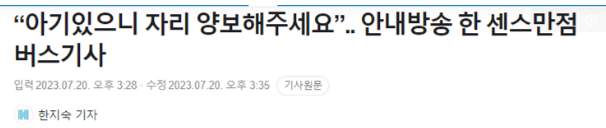 “아기있으니 자리 양보해주세요”.. 안내방송 한 센스만점
버스기사
입력 2023.07.20. 오후 3:28 · 수정 2023.07.20. 오후 3:35 기사원문
한지숙 기자